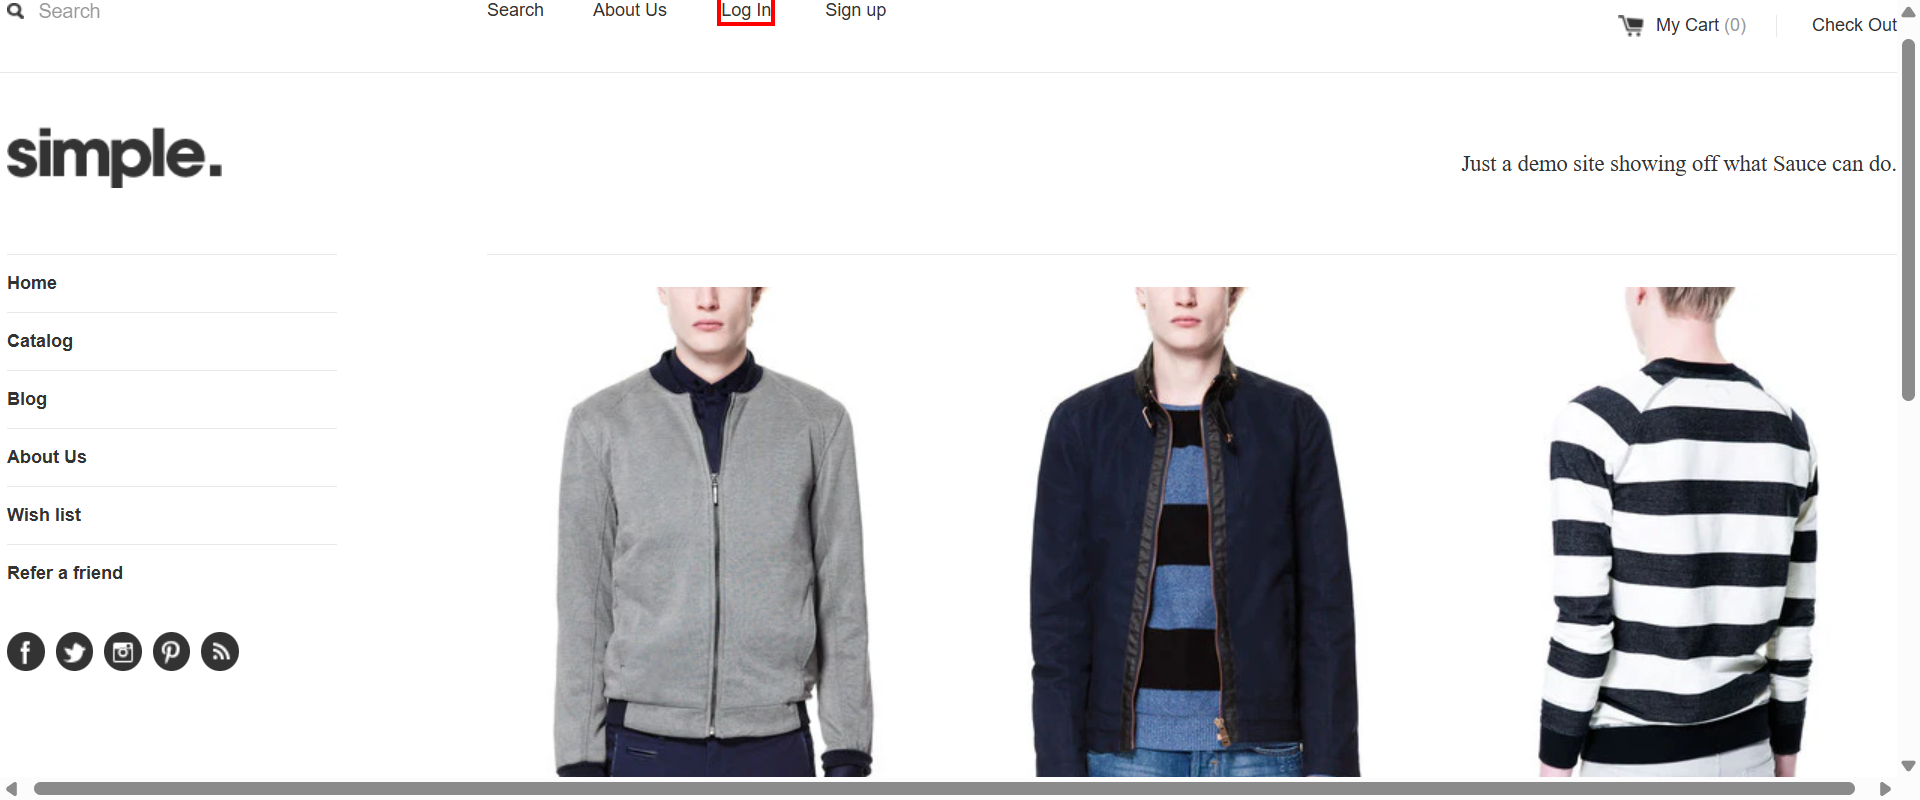 Search
Search About Us Log In Sign up
My Cart (0) Check Out
simple.
Just a demo site showing off what Sauce can do.
Home
Catalog
Blog
About Us
Wish list
Refer a friend